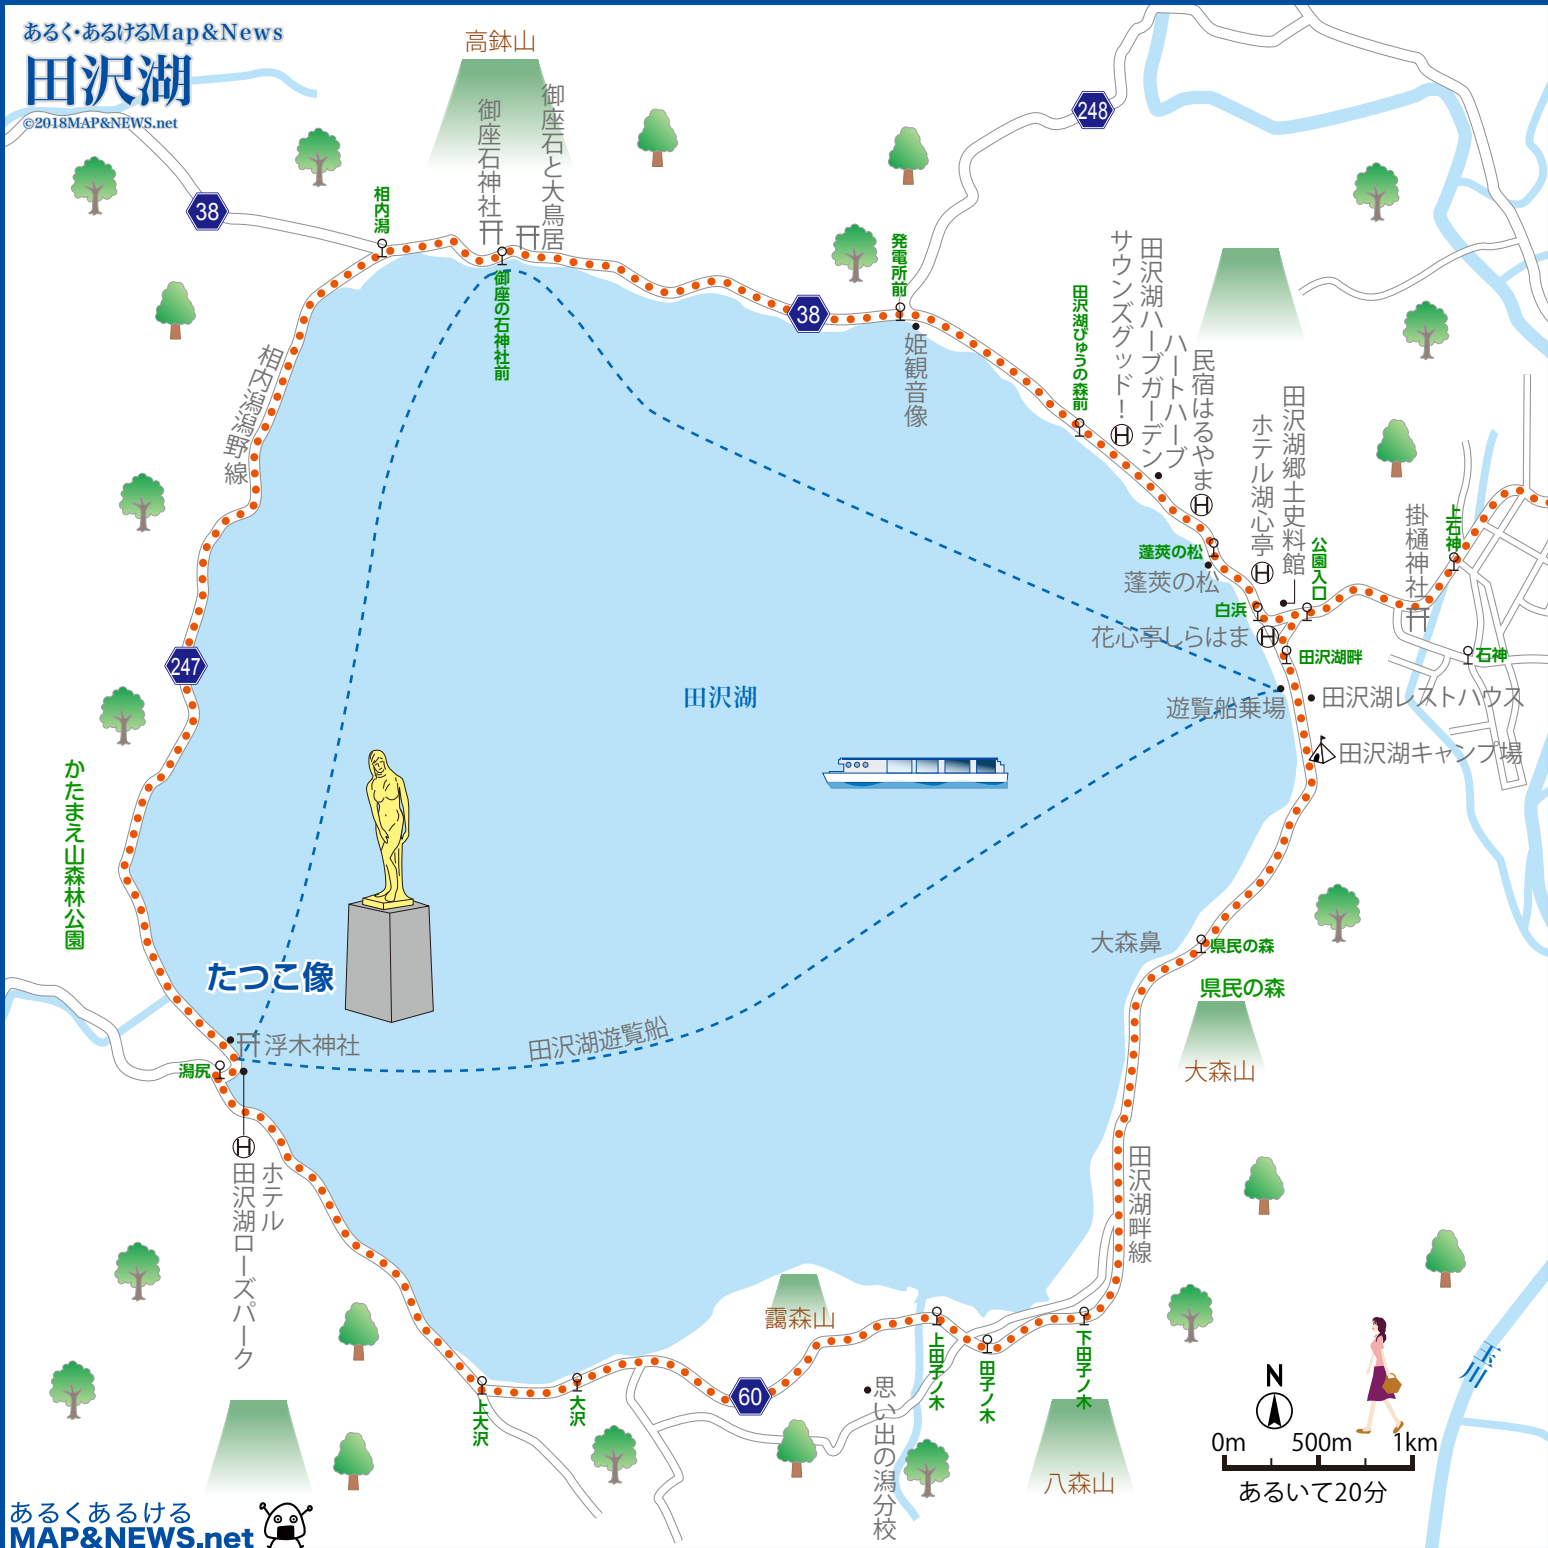 あるく・あるけるMap&News
田沢湖
©2018MAP&NEWS.net
高鉢山
御座石神社
御座石と大鳥居
248
38
相内潟
御座の石神社前
38
発電所前
姫観音像
田沢湖びゅうの森前
サウンズグッド!
田沢湖ハーブガーデン
ハートハーブ
民宿はるやま
ホテル湖心亭
田沢湖郷土史料館
公園入口
掛樋神社
上石神
石神
相内潟潟野線
蓬莢の松
蓬莢の松
白浜
花心亭しらはま
田沢湖畔
遊覧船乗場
田沢湖レストハウス
田沢湖キャンプ場
247
田沢湖
かたまえ山森林公園
たつこ像
大森鼻
県民の森
県民の森
大森山
浮木神社
田沢湖遊覧船
潟尻
ホテル
田沢湖ローズパーク
田沢湖畔線
靄森山
上田子ノ木
田子ノ木
下田子ノ木
60
上大沢
大沢
思い出の潟分校
八森山
玉川
N
0m 500m 1km
あるいて20分
あるくあるける
MAP&NEWS.net